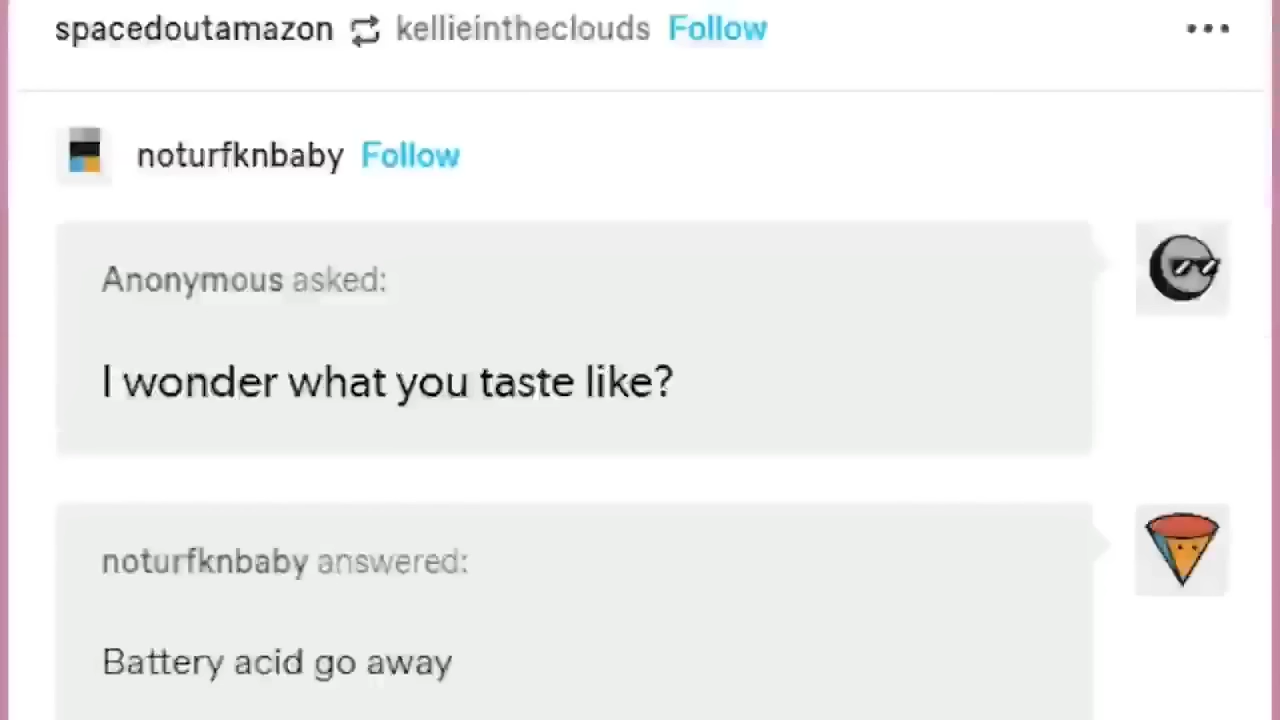 spacedoutamazon kellieintheclouds Follow
noturfknbaby Follow
Anonymous asked:
I wonder what you taste like?
noturfknbaby answered:
Battery acid go away